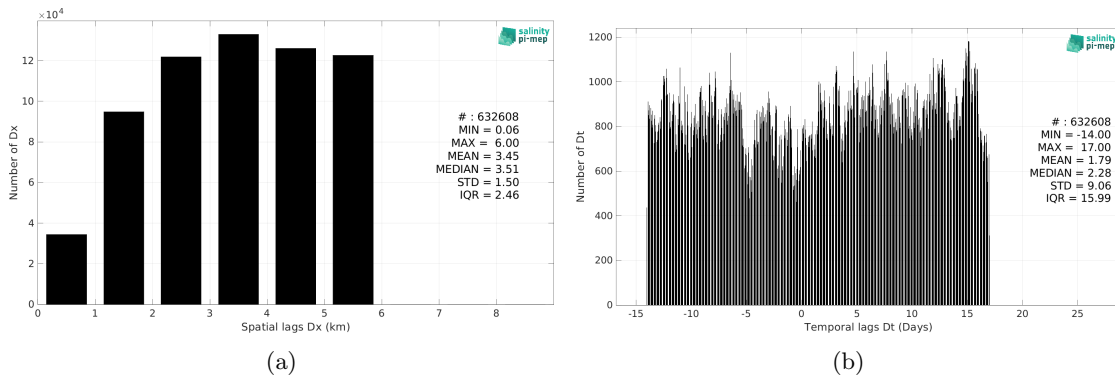 ×10⁴
14
12
10
8
6
4
2
0
Number of Dx
0 1 2 3 4 5 6 7 8
Spatial lags Dx (km)
salinity
pi-mep
# : 632608
MIN = 0.06
MAX = 6.00
MEAN = 3.45
MEDIAN = 3.51
STD = 1.50
IQR = 2.46
(a)
1200
1000
800
600
400
200
0
Number of Dt
-15 -10 -5 0 5 10 15 20 25
Temporal lags Dt (Days)
salinity
pi-mep
# : 632608
MIN = -14.00
MAX = 17.00
MEAN = 1.79
MEDIAN = 2.28
STD = 9.06
IQR = 15.99
(b)